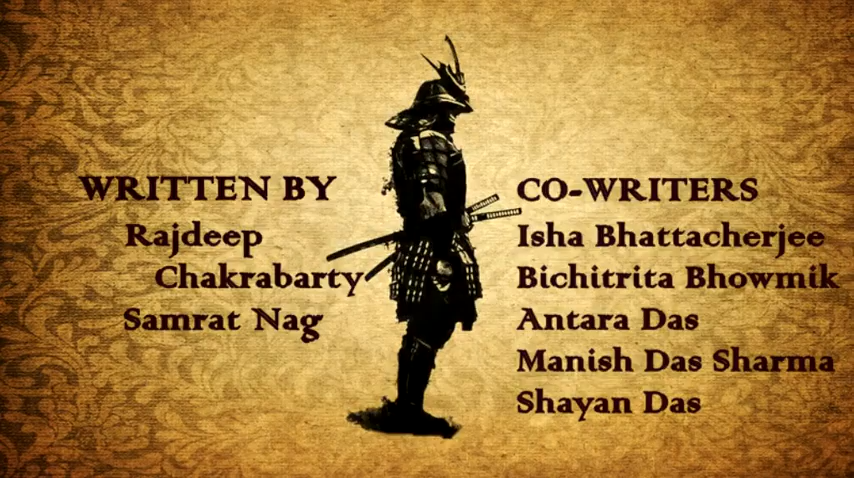 WRITTEN BY
Rajdeep
Chakrabarty
Samrat Nag
CO-WRITERS
Isha Bhattacherjee
Bichitrita Bhowmik
Antara Das
Manish Das Sharma
Shayan Das